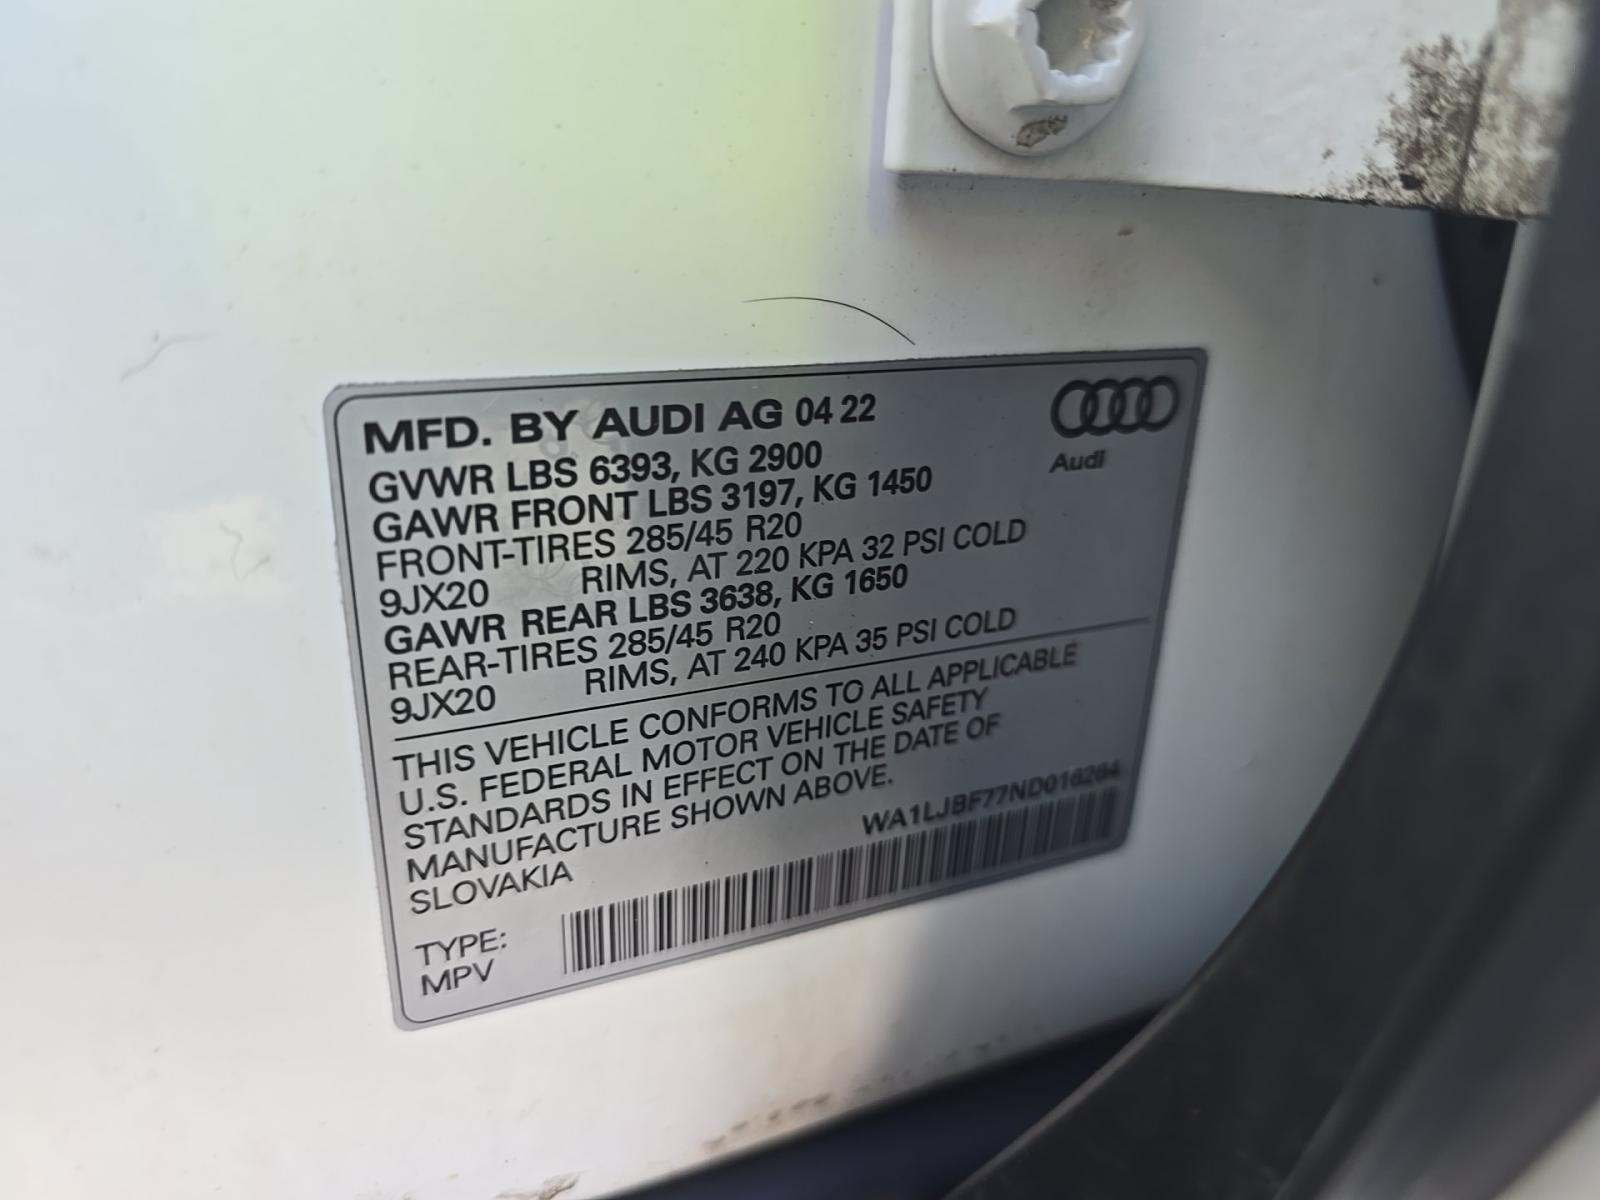 MFD. BY AUDI AG 04 22
Audi
GVWR LBS 6393, KG 2900
GAWR FRONT LBS 3197, KG 1450
FRONT-TIRES 285/45 R20
9JX20 RIMS, AT 220 KPA 32 PSI COLD
GAWR REAR LBS 3638, KG 1650
REAR-TIRES 285/45 R20
9JX20 RIMS, AT 240 KPA 35 PSI COLD
THIS VEHICLE CONFORMS TO ALL APPLICABLE
U.S. FEDERAL MOTOR VEHICLE SAFETY
STANDARDS IN EFFECT ON THE DATE OF
MANUFACTURE SHOWN ABOVE.
SLOVAKIA
TYPE:
MPV